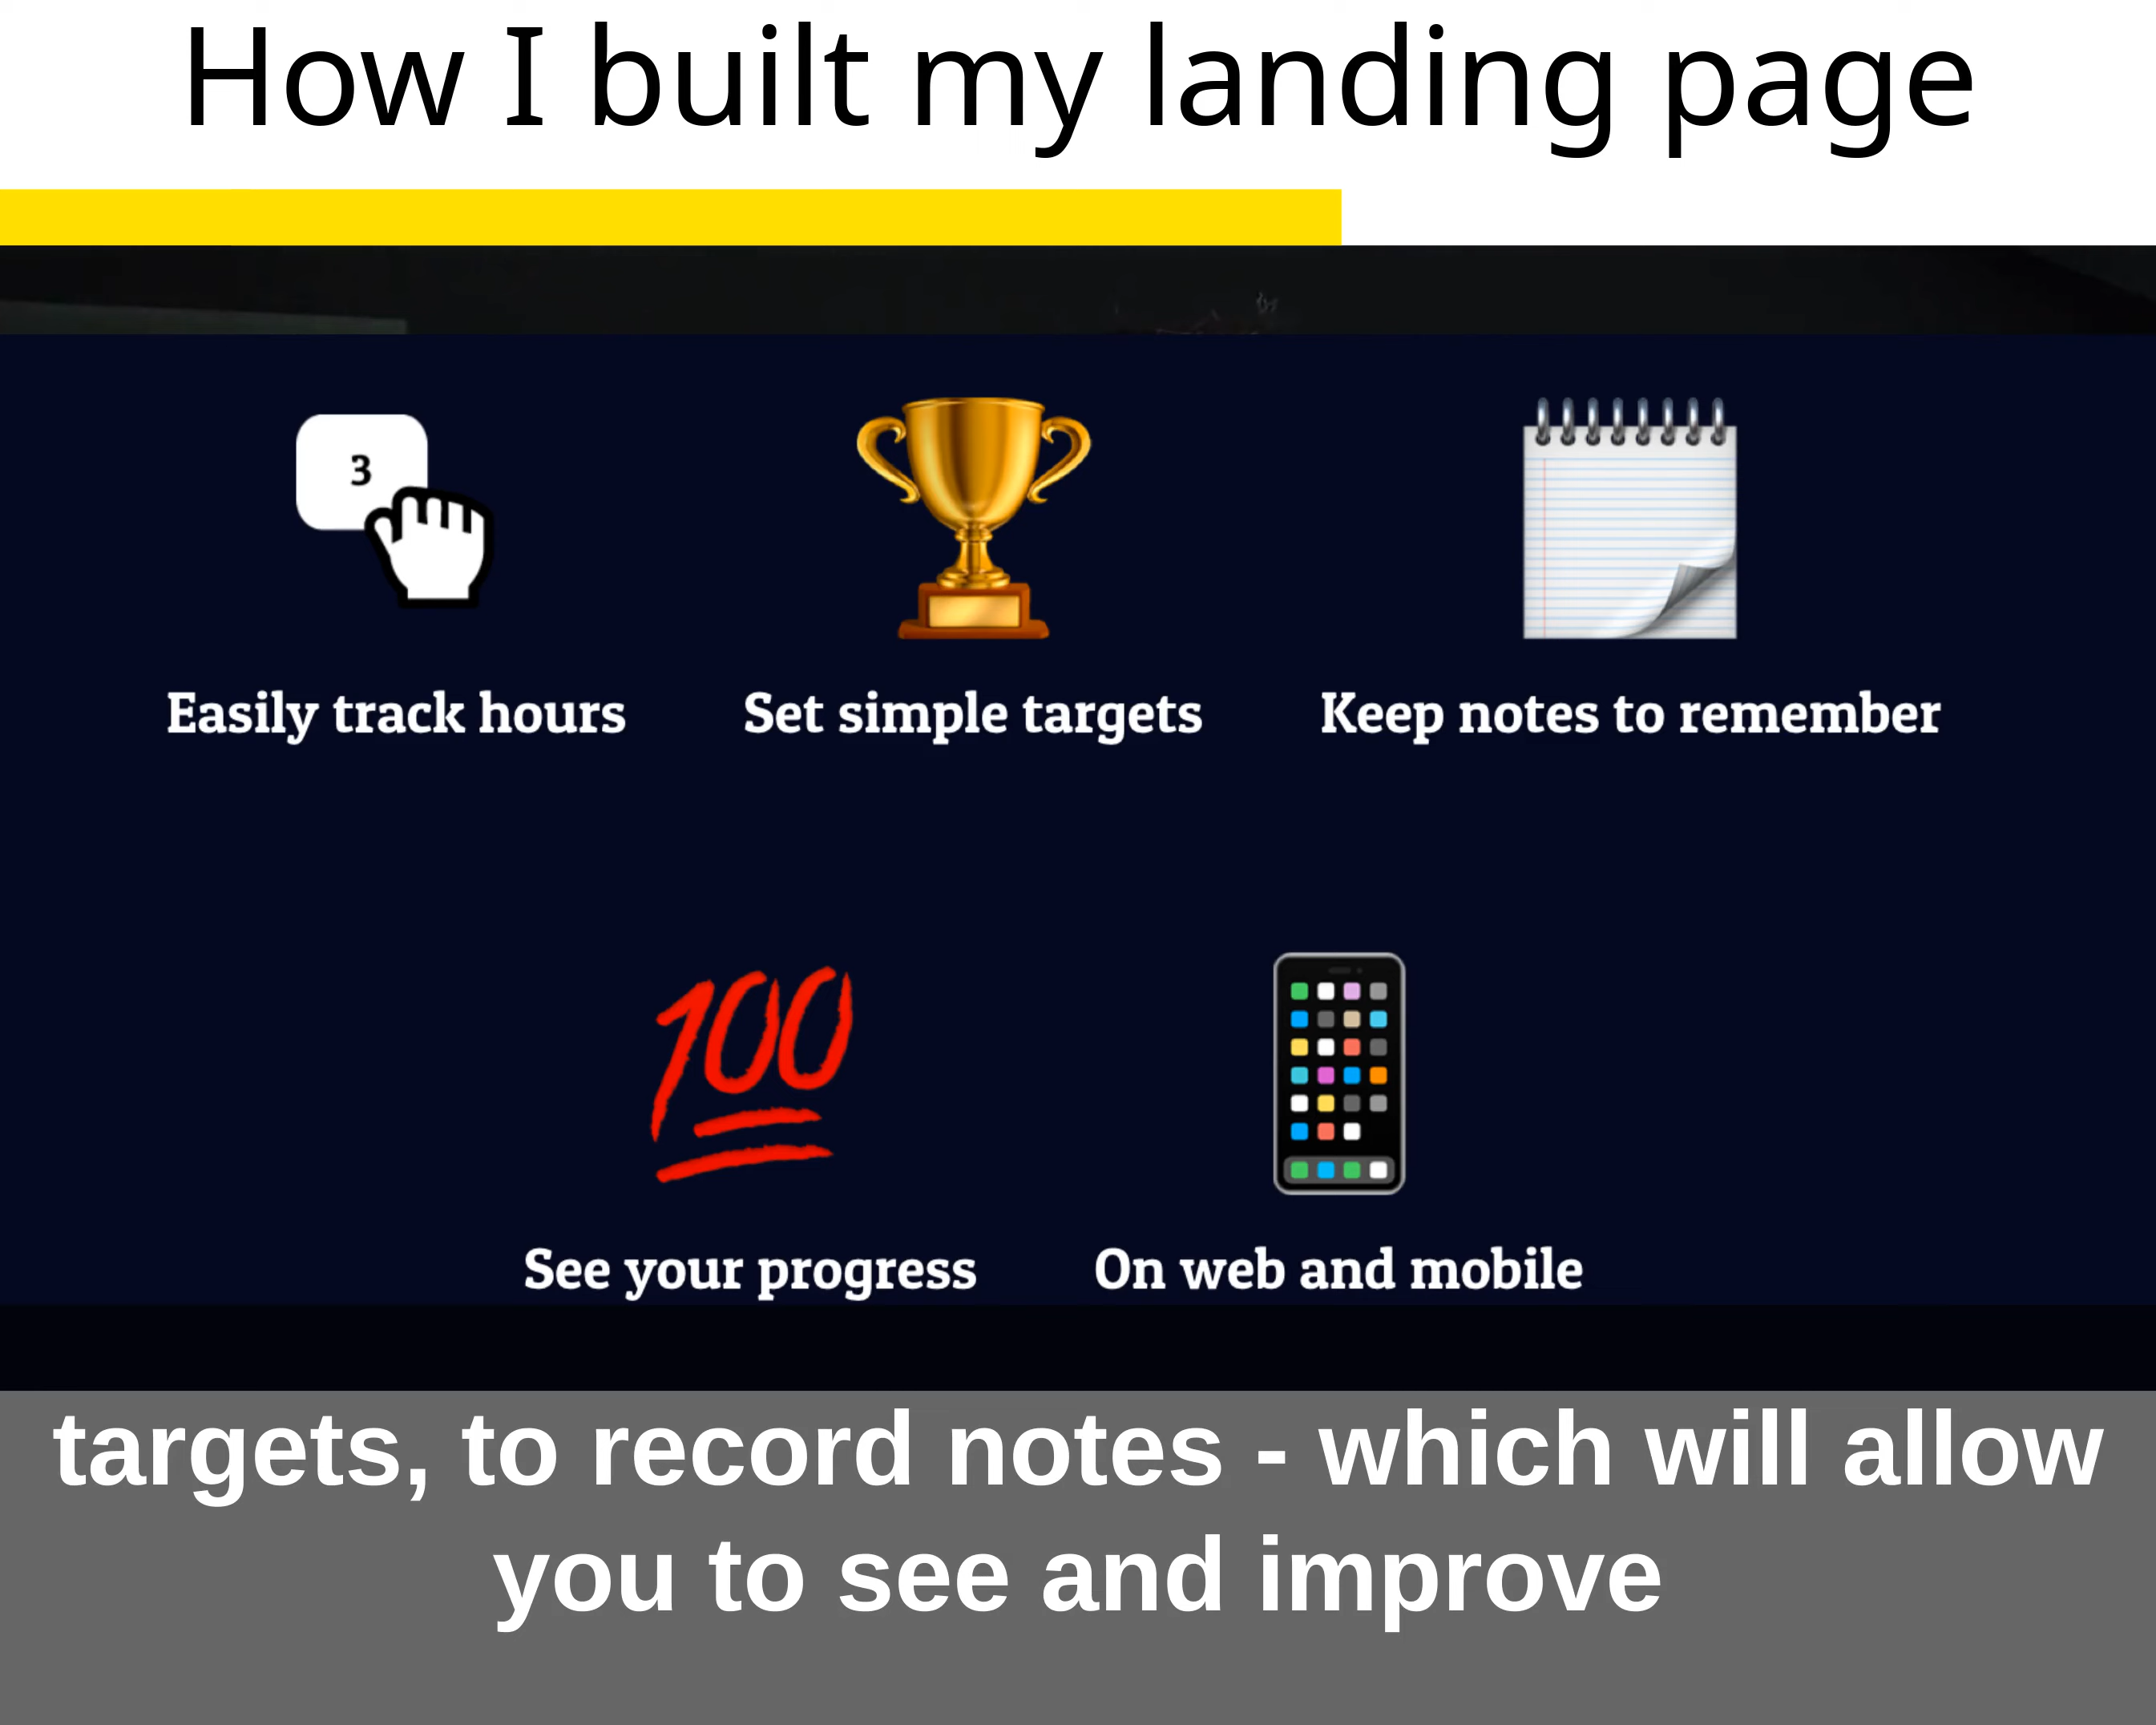 How I built my landing page
3
Easily track hours
Set simple targets
Keep notes to remember
100
See your progress
On web and mobile
targets, to record notes - which will allow
you to see and improve